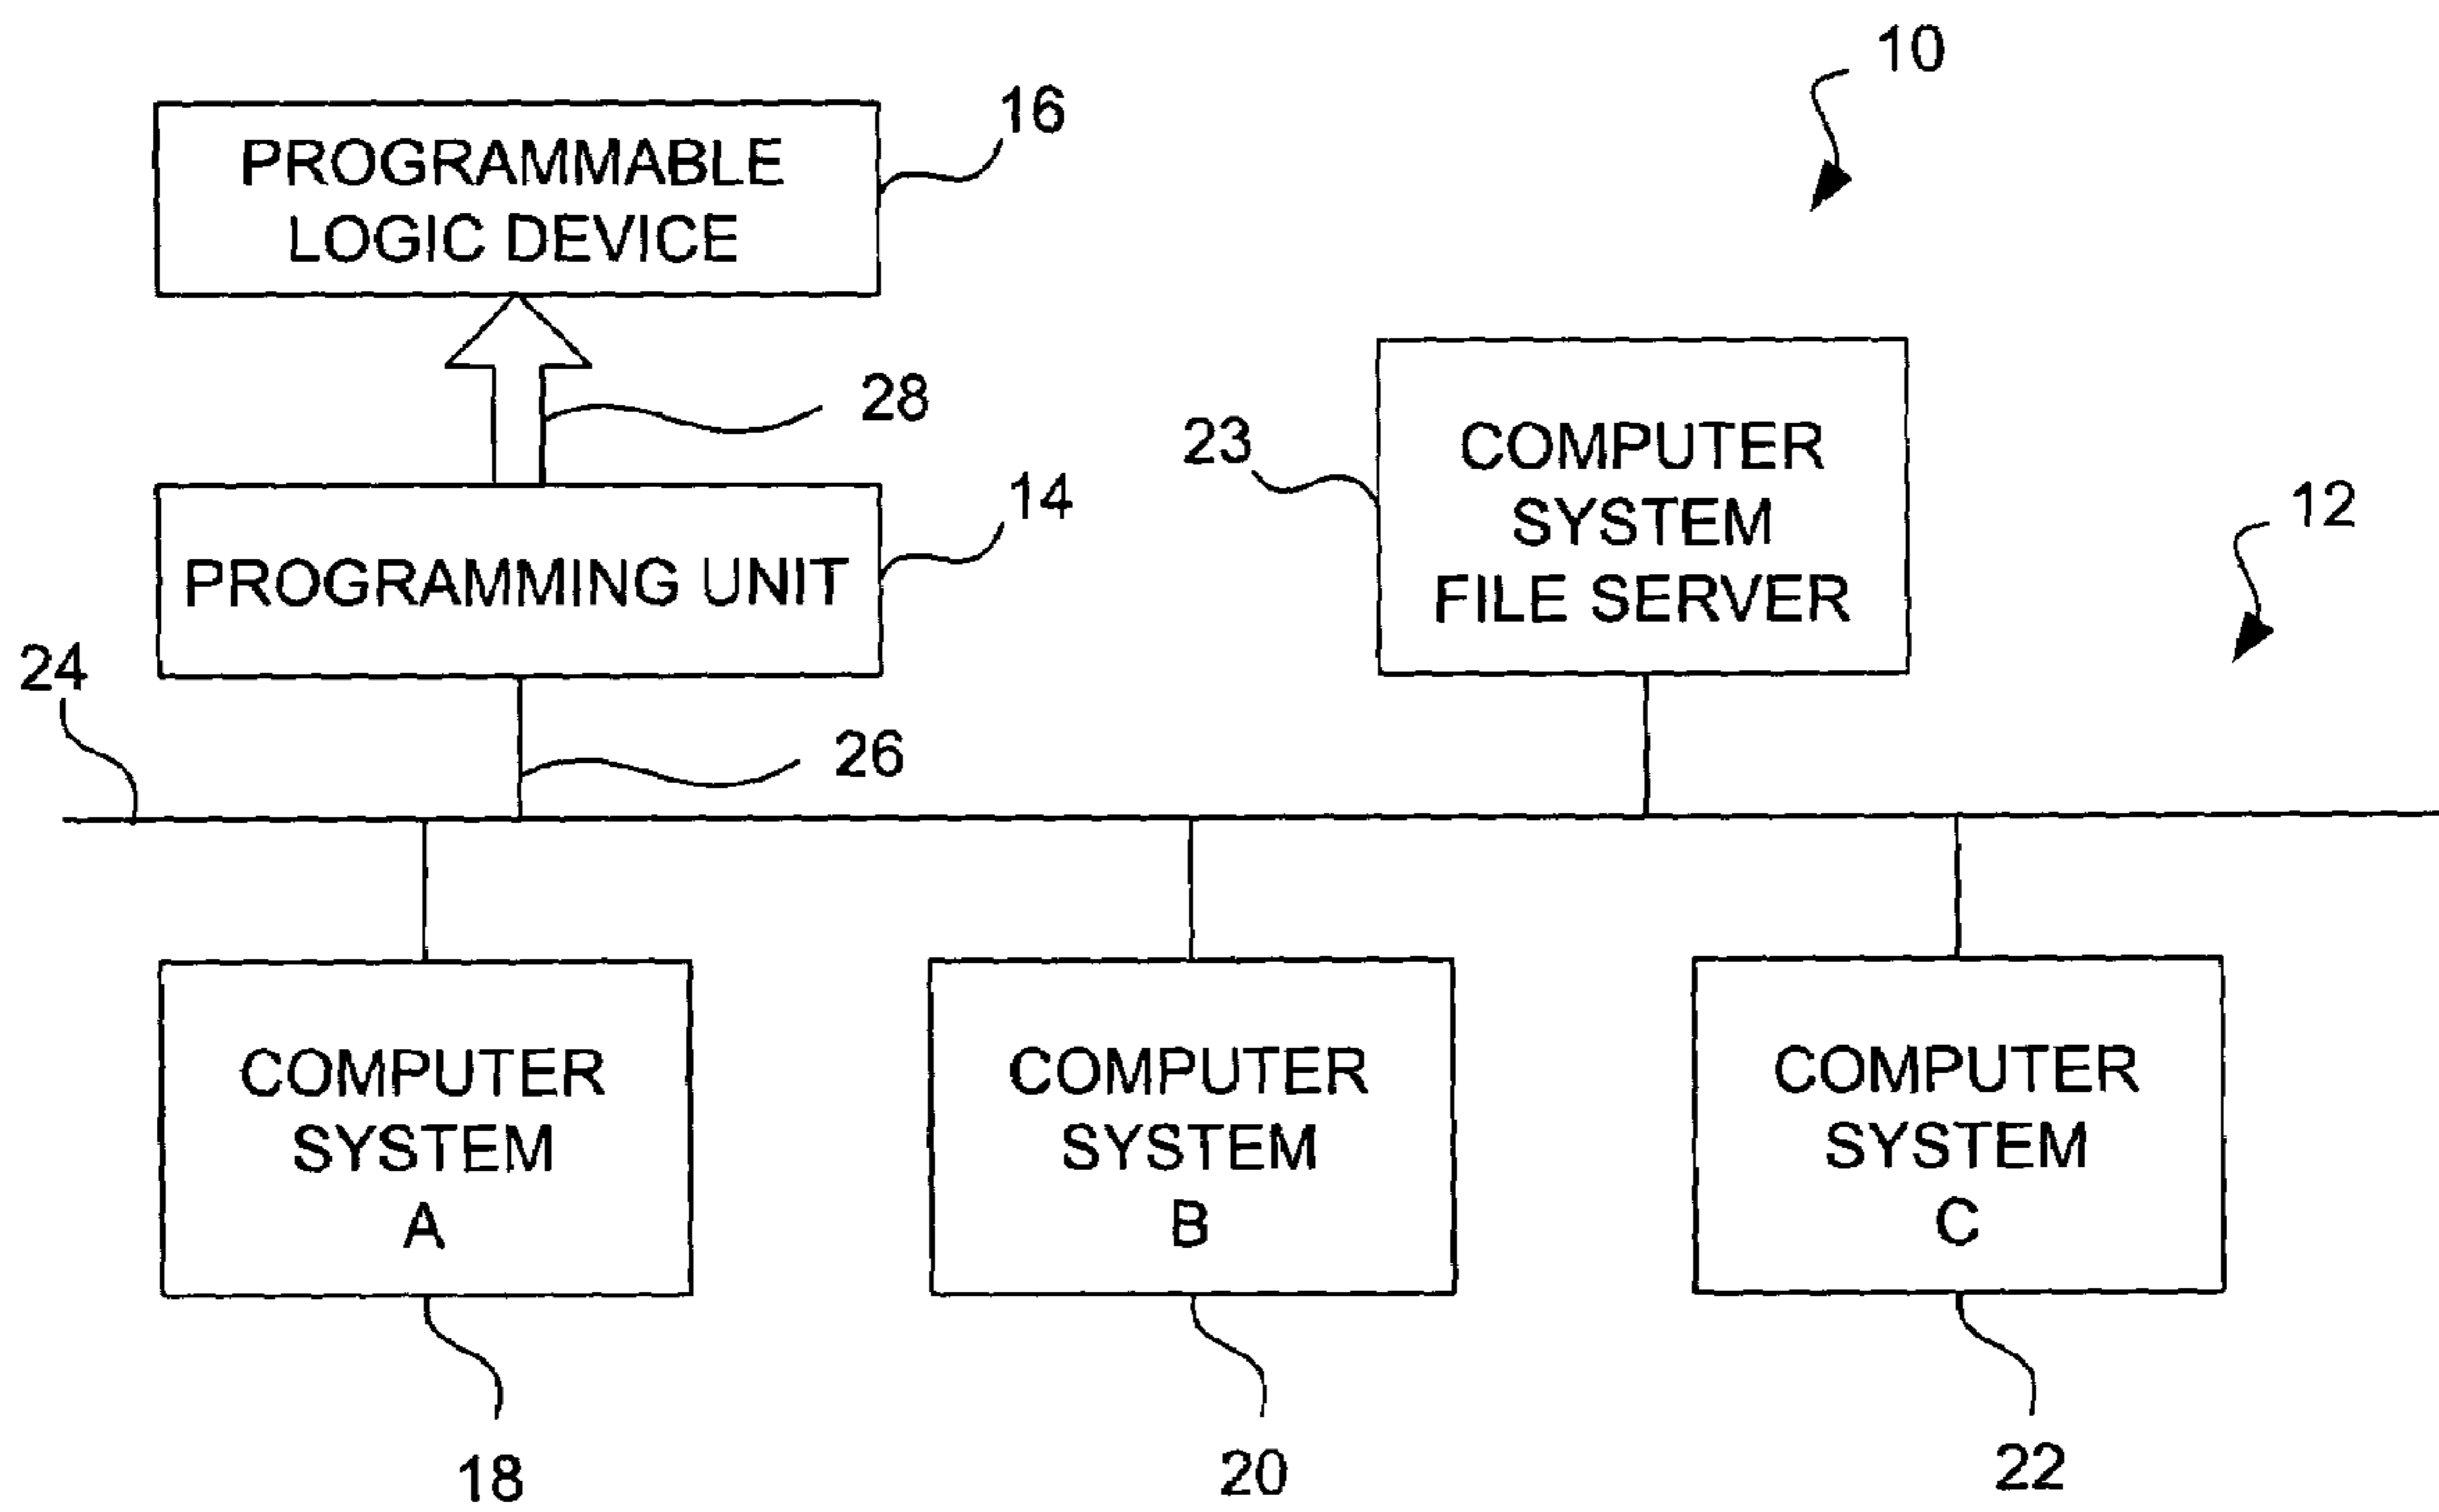 10
16
PROGRAMMABLE
LOGIC DEVICE
28
23
COMPUTER
SYSTEM
FILE SERVER
12
14
PROGRAMMING UNIT
24
26
COMPUTER
SYSTEM
A
COMPUTER
SYSTEM
B
COMPUTER
SYSTEM
C
18
20
22